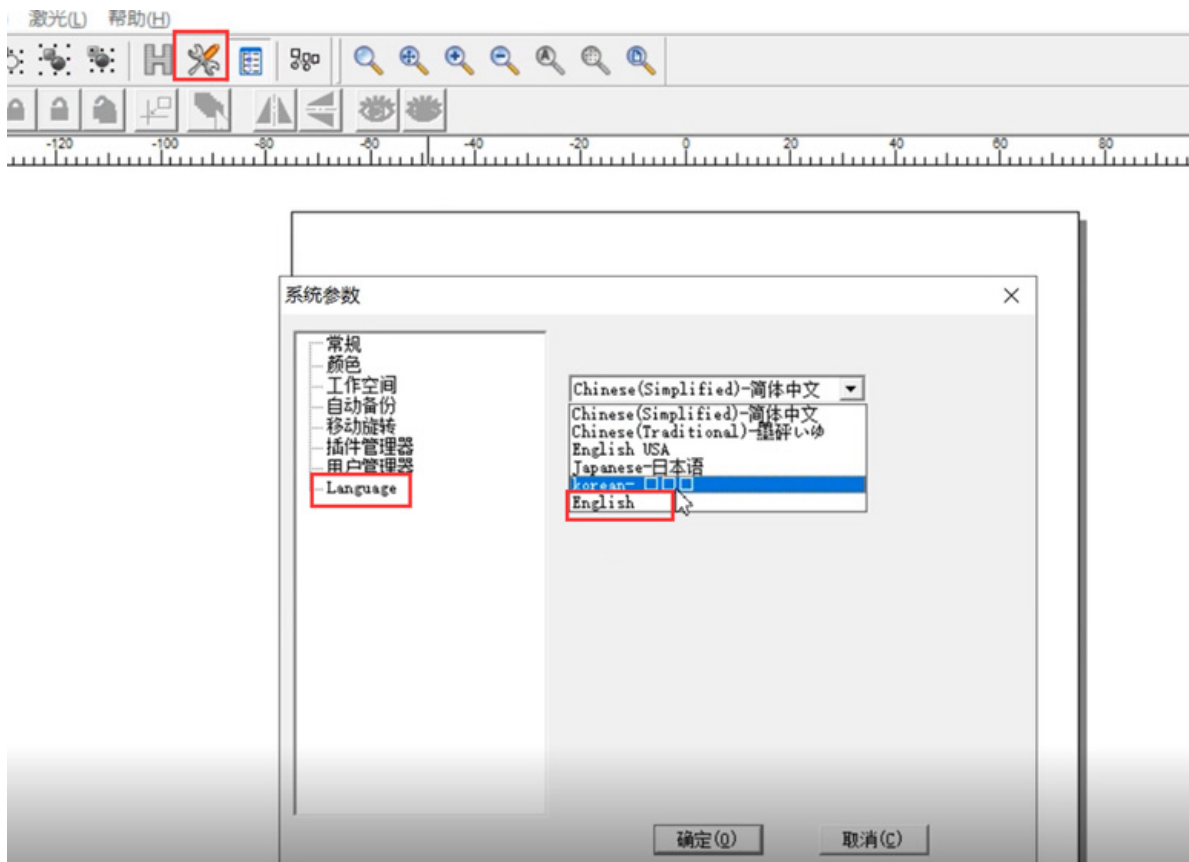 激光(L) 帮助(H)
H
-120 -100 -80 -60 -40 -20 0 20 40 60 80
系统参数
常规
颜色
工作空间
自动备份
移动旋转
插件管理器
用户管理器
Language
Chinese(Simplified)-简体中文
Chinese(Simplified)-简体中文
Chinese(Traditional)-
English USA
Japanese-日本语
korean- □□□
English
确定(O) 取消(C)